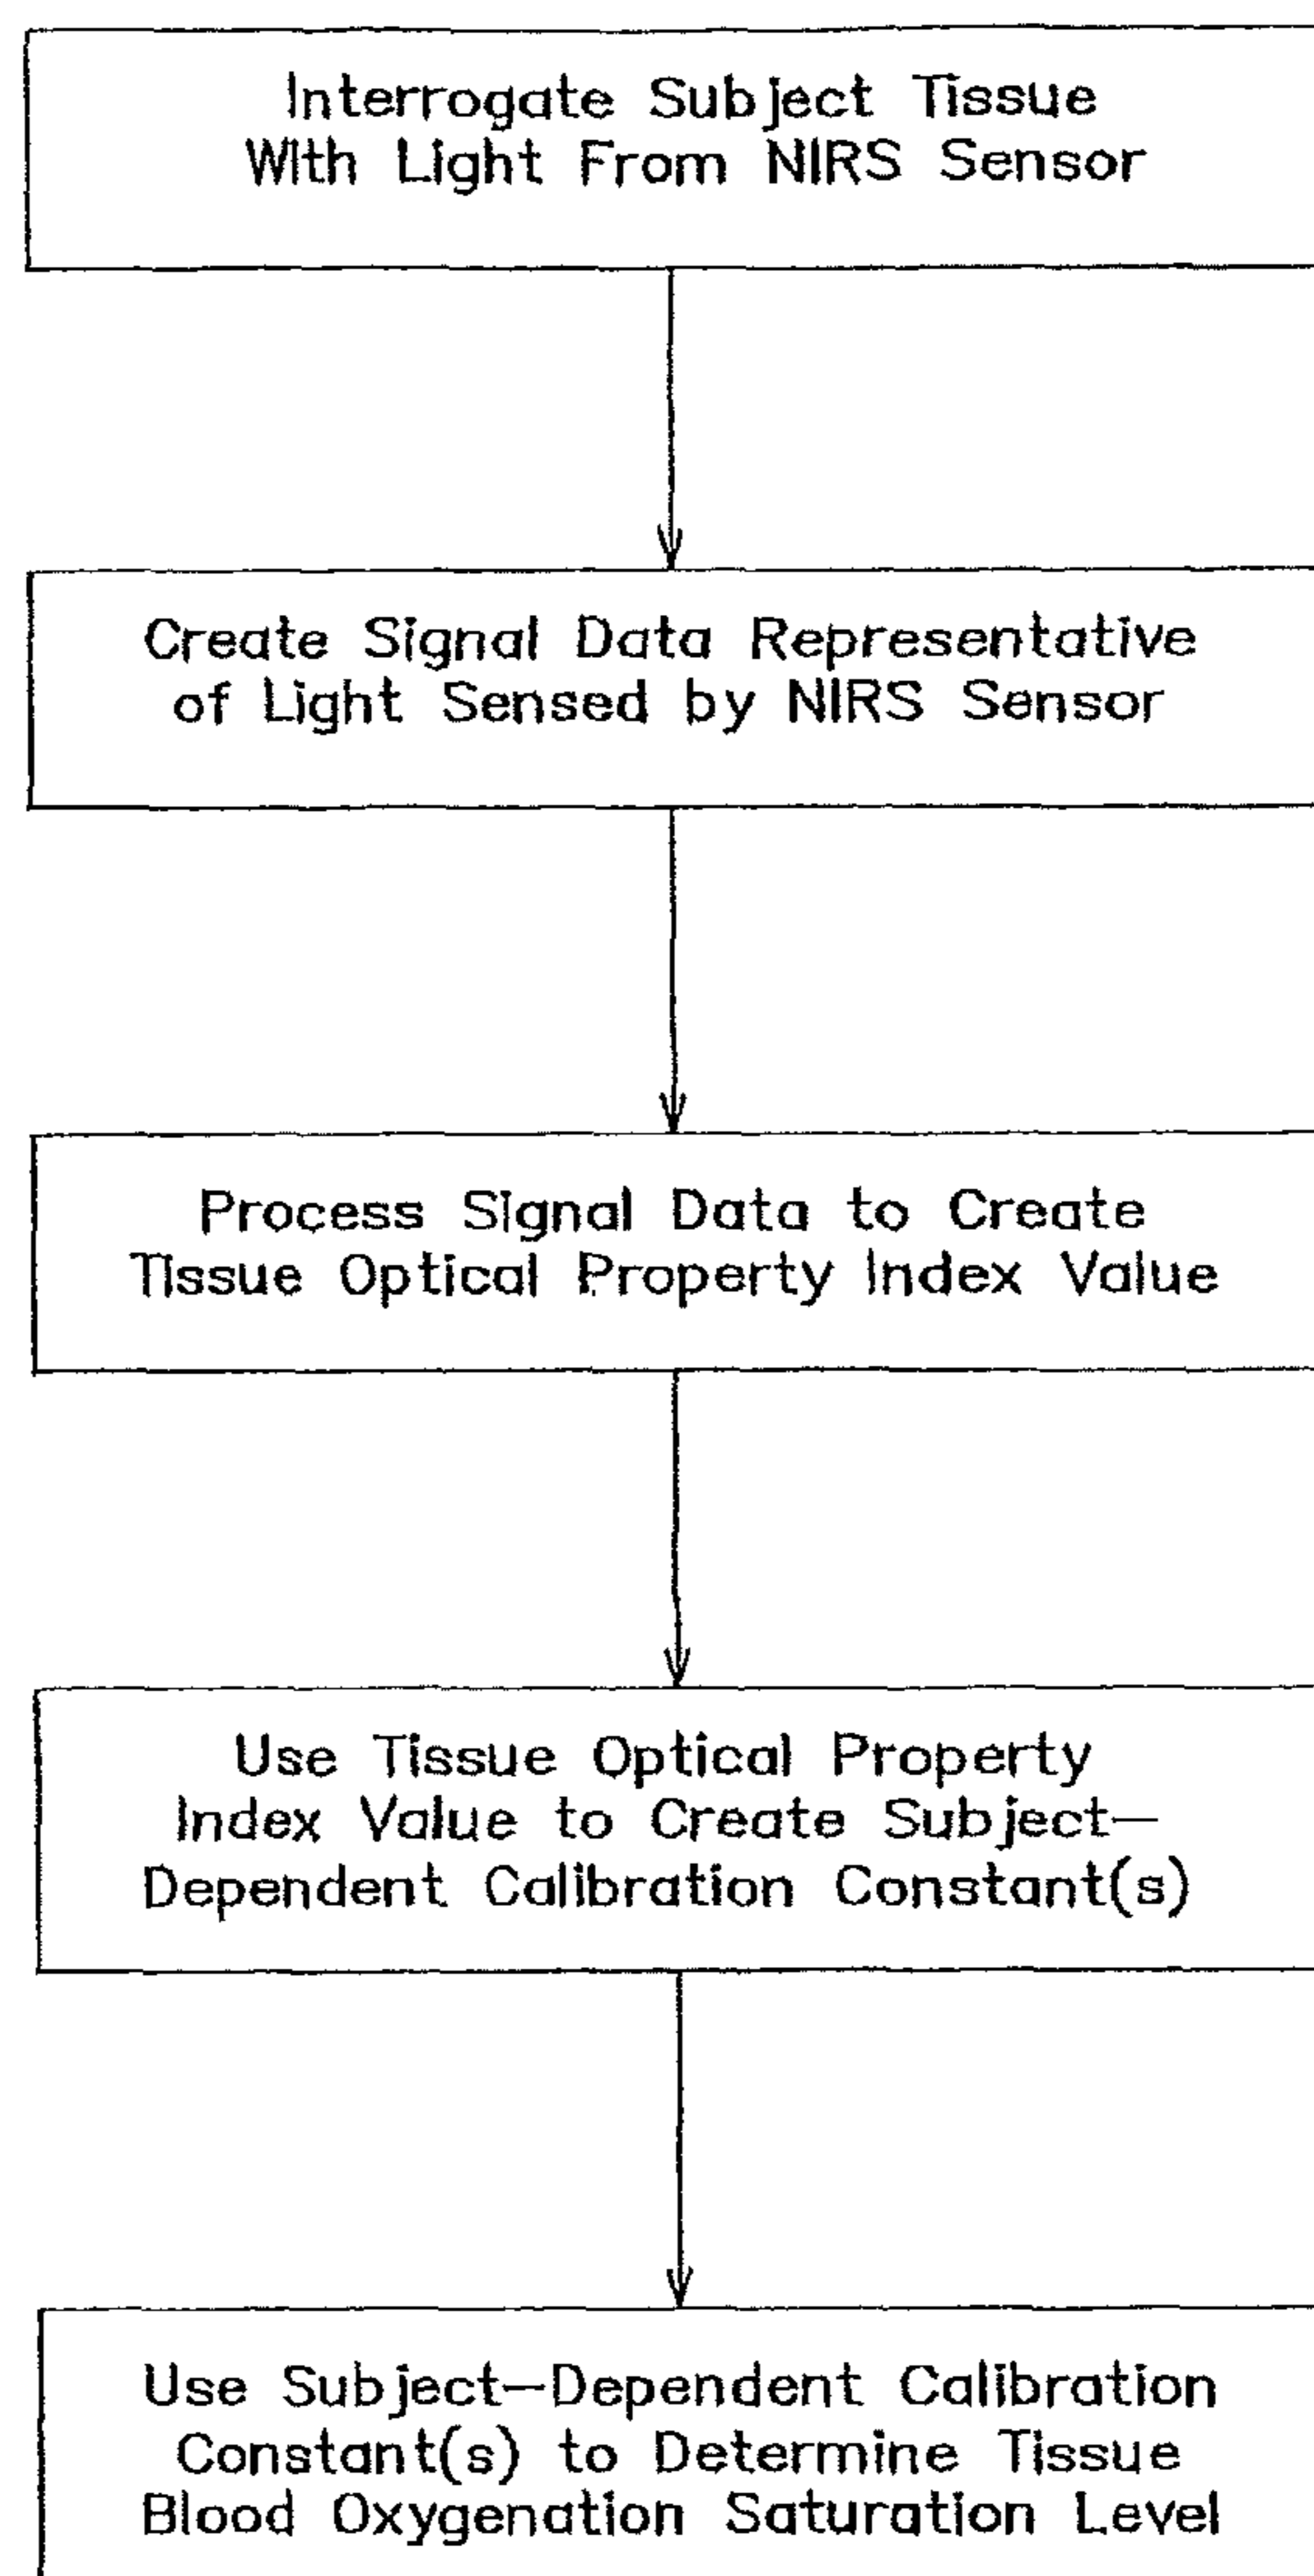 Interrogate Subject Tissue
With Light From NIRS Sensor
Create Signal Data Representative
of Light Sensed by NIRS Sensor
Process Signal Data to Create
Tissue Optical Property Index Value
Use Tissue Optical Property
Index Value to Create Subject-
Dependent Calibration Constant(s)
Use Subject-Dependent Calibration
Constant(s) to Determine Tissue
Blood Oxygenation Saturation Level